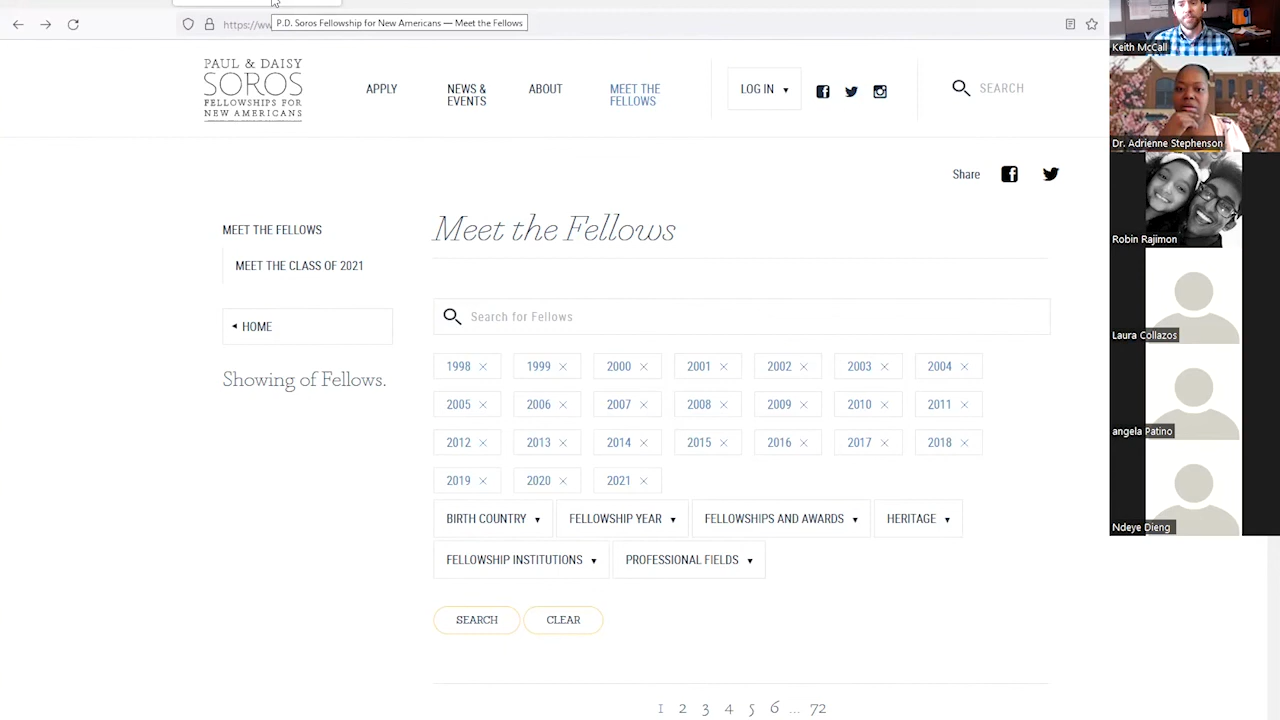 https://ww
P.D. Soros Fellowship for New Americans — Meet the Fellows
PAUL & DAISY
SOROS
FELLOWSHIPS FOR
NEW AMERICANS
APPLY
NEWS &
EVENTS
ABOUT
MEET THE
FELLOWS
LOG IN
SEARCH
Share
MEET THE FELLOWS
MEET THE CLASS OF 2021
HOME
Showing of Fellows.
Meet the Fellows
Search for Fellows
1998 1999 2000 2001 2002 2003 2004
2005 2006 2007 2008 2009 2010 2011
2012 2013 2014 2015 2016 2017 2018
2019 2020 2021
BIRTH COUNTRY FELLOWSHIP YEAR FELLOWSHIPS AND AWARDS HERITAGE
FELLOWSHIP INSTITUTIONS PROFESSIONAL FIELDS
SEARCH CLEAR
1 2 3 4 5 6 ... 72
Keith McCall
Dr. Adrienne Stephenson
Robin Rajimon
Laura Collazos
angela Patino
Ndeye Dieng